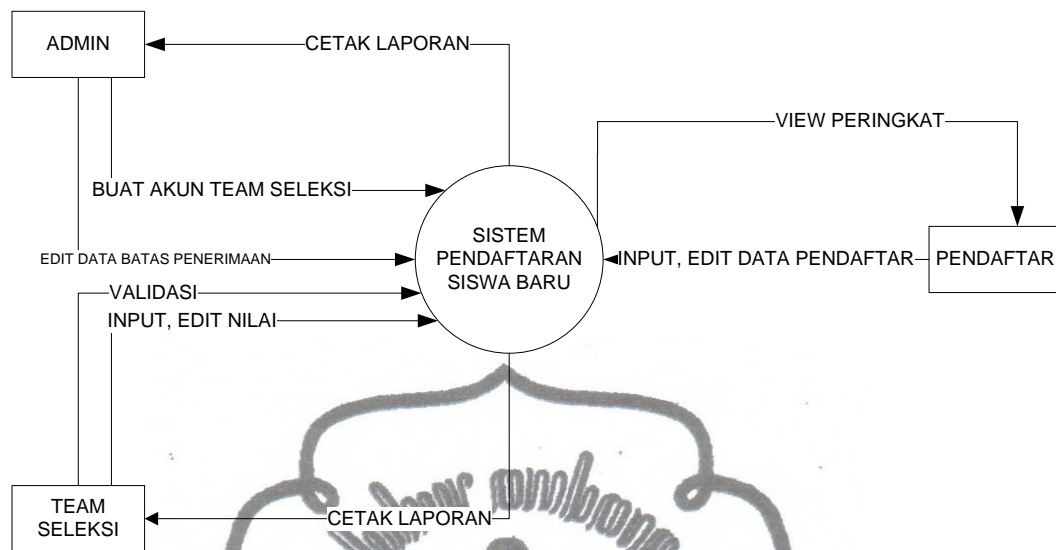 ADMIN
CETAK LAPORAN
VIEW PERINGKAT
BUAT AKUN TEAM SELEKSI
SISTEM
PENDAFTARAN
SISWA BARU
EDIT DATA BATAS PENERIMAAN
INPUT, EDIT DATA PENDAFTAR
PENDAFTAR
VALIDASI
INPUT, EDIT NILAI
TEAM
SELEKSI
CETAK LAPORAN